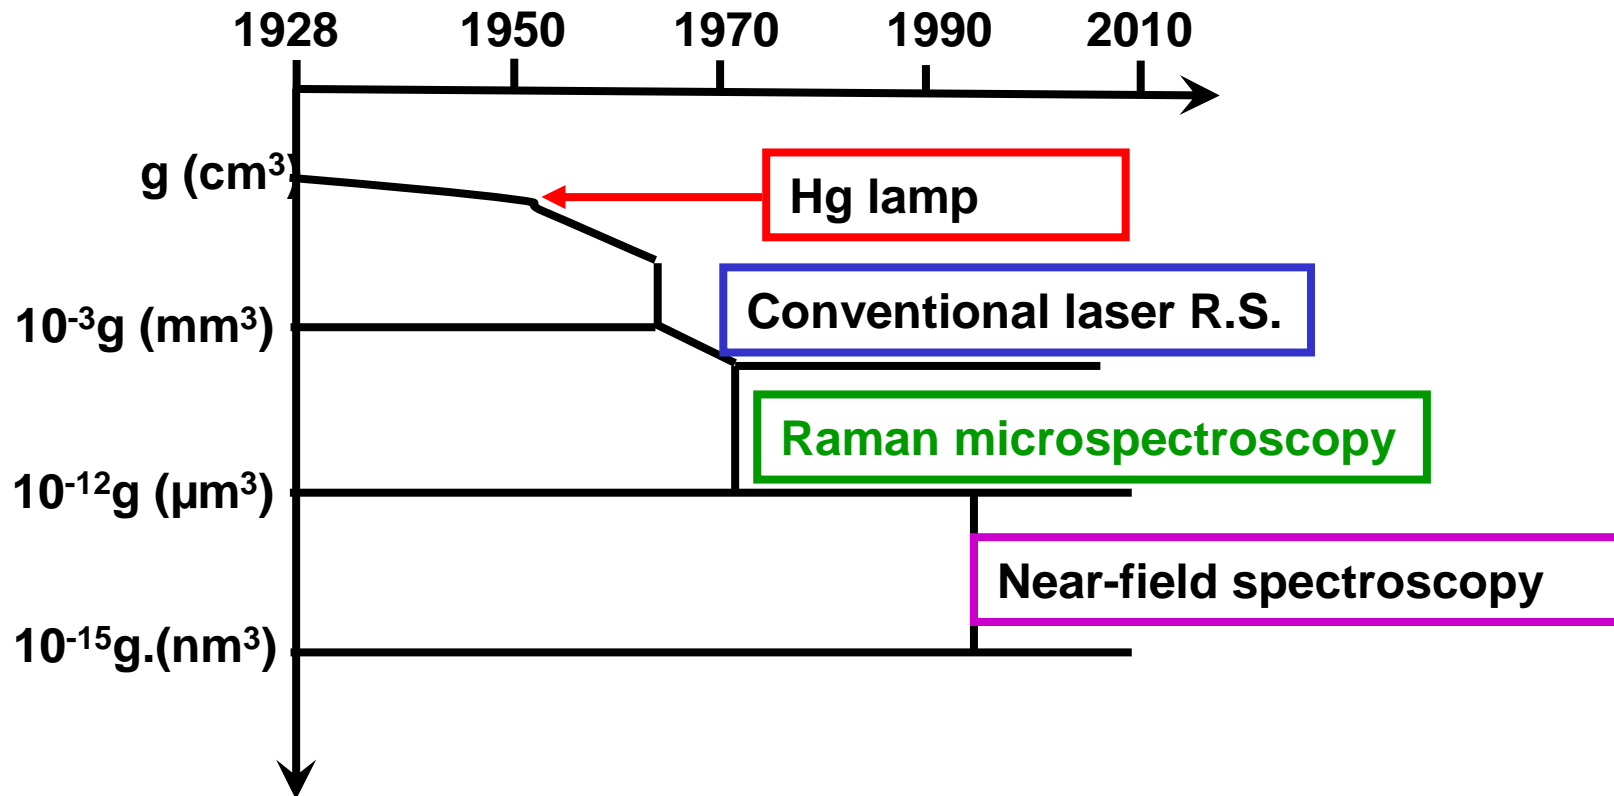 1928 1950 1970 1990 2010
g (cm³)
Hg lamp
10⁻³g (mm³)
Conventional laser R.S.
Raman microspectroscopy
10⁻¹²g (µm³)
Near-field spectroscopy
10⁻¹⁵g.(nm³)